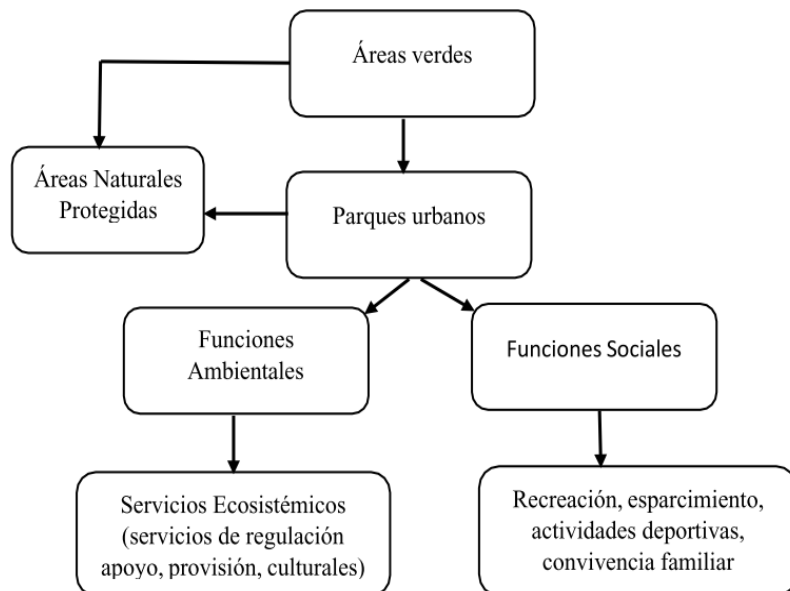 Áreas verdes
Áreas Naturales
Protegidas
Parques urbanos
Funciones
Ambientales
Funciones Sociales
Servicios Ecosistémicos
(servicios de regulación
apoyo, provisión, culturales)
Recreación, esparcimiento,
actividades deportivas,
convivencia familiar